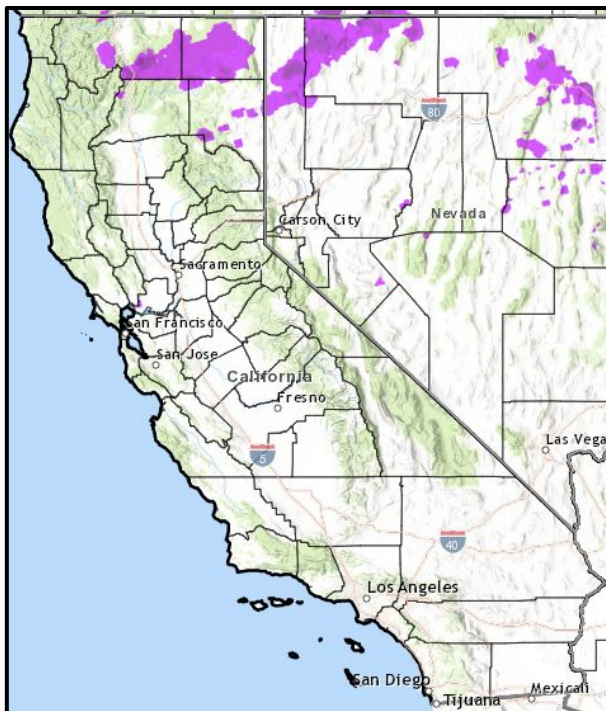 80
Carson City
Nevada
Sacramento
San Francisco
San Jose
California
Fresno
Las Vega
5
40
Los Angeles
San Diego
Tijuana
Mexicali